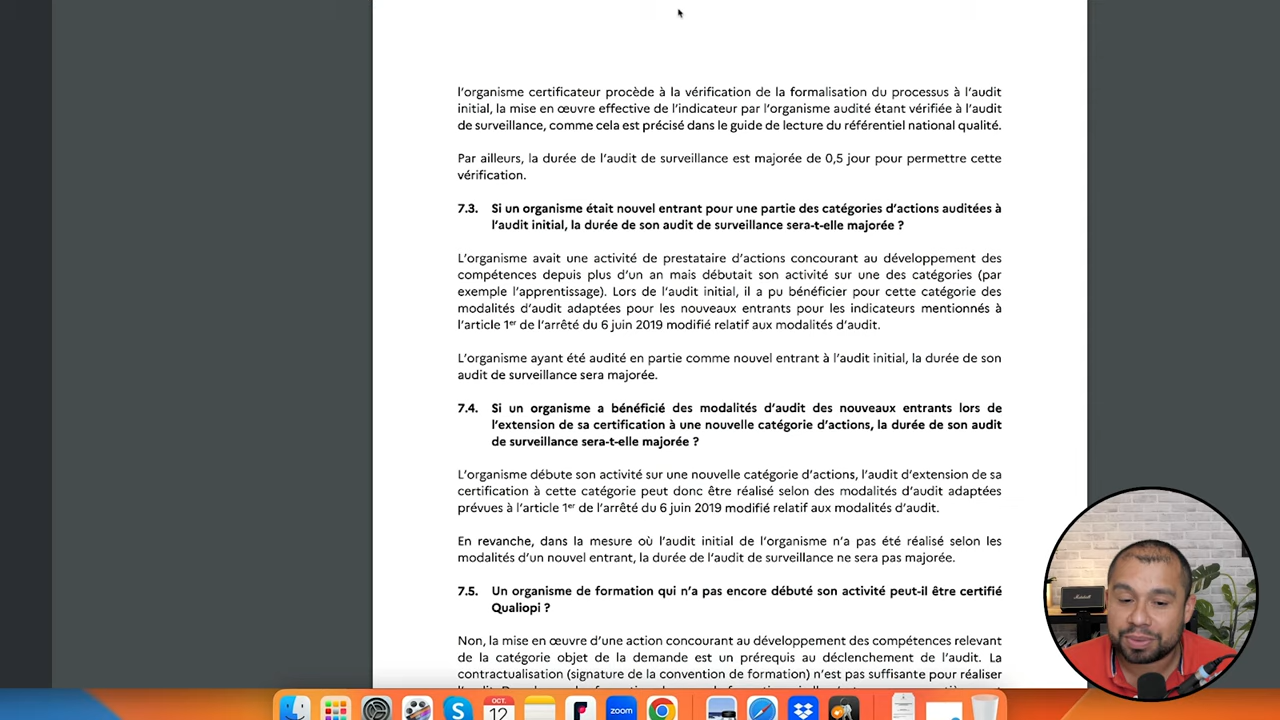 l'organisme certificateur procède à la vérification de la formalisation du processus à l'audit
initial, la mise en œuvre effective de l'indicateur par l'organisme audité étant vérifiée à l'audit
de surveillance, comme cela est précisé dans le guide de lecture du référentiel national qualité.
Par ailleurs, la durée de l'audit de surveillance est majorée de 0,5 jour pour permettre cette
vérification.
7.3. Si un organisme était nouvel entrant pour une partie des catégories d'actions auditées à
l'audit initial, la durée de son audit de surveillance sera-t-elle majorée ?
L'organisme avait une activité de prestataire d'actions concourant au développement des
compétences depuis plus d'un an mais débutait son activité sur une des catégories (par
exemple l'apprentissage). Lors de l'audit initial, il a pu bénéficier pour cette catégorie des
modalités d'audit adaptées pour les nouveaux entrants pour les indicateurs mentionnés à
l'article 1er de l'arrêté du 6 juin 2019 modifié relatif aux modalités d'audit.
L'organisme ayant été audité en partie comme nouvel entrant à l'audit initial, la durée de son
audit de surveillance sera majorée.
7.4. Si un organisme a bénéficié des modalités d'audit des nouveaux entrants lors de
l'extension de sa certification à une nouvelle catégorie d'actions, la durée de son audit
de surveillance sera-t-elle majorée ?
L'organisme débute son activité sur une nouvelle catégorie d'actions, l'audit d'extension de sa
certification à cette catégorie peut donc être réalisé selon des modalités d'audit adaptées
prévues à l'article 1er de l'arrêté du 6 juin 2019 modifié relatif aux modalités d'audit.
En revanche, dans la mesure où l'audit initial de l'organisme n'a pas été réalisé selon les
modalités d'un nouvel entrant, la durée de l'audit de surveillance ne sera pas majorée.
7.5. Un organisme de formation qui n'a pas encore débuté son activité peut-il être certifié
Qualiopi ?
Non, la mise en œuvre d'une action concourant au développement des compétences relevant
de la catégorie objet de la demande est un prérequis au déclenchement de l'audit. La
contractualisation (signature de la convention de formation) n'est pas suffisante pour réaliser
OCT.
12
zoom
Marshall